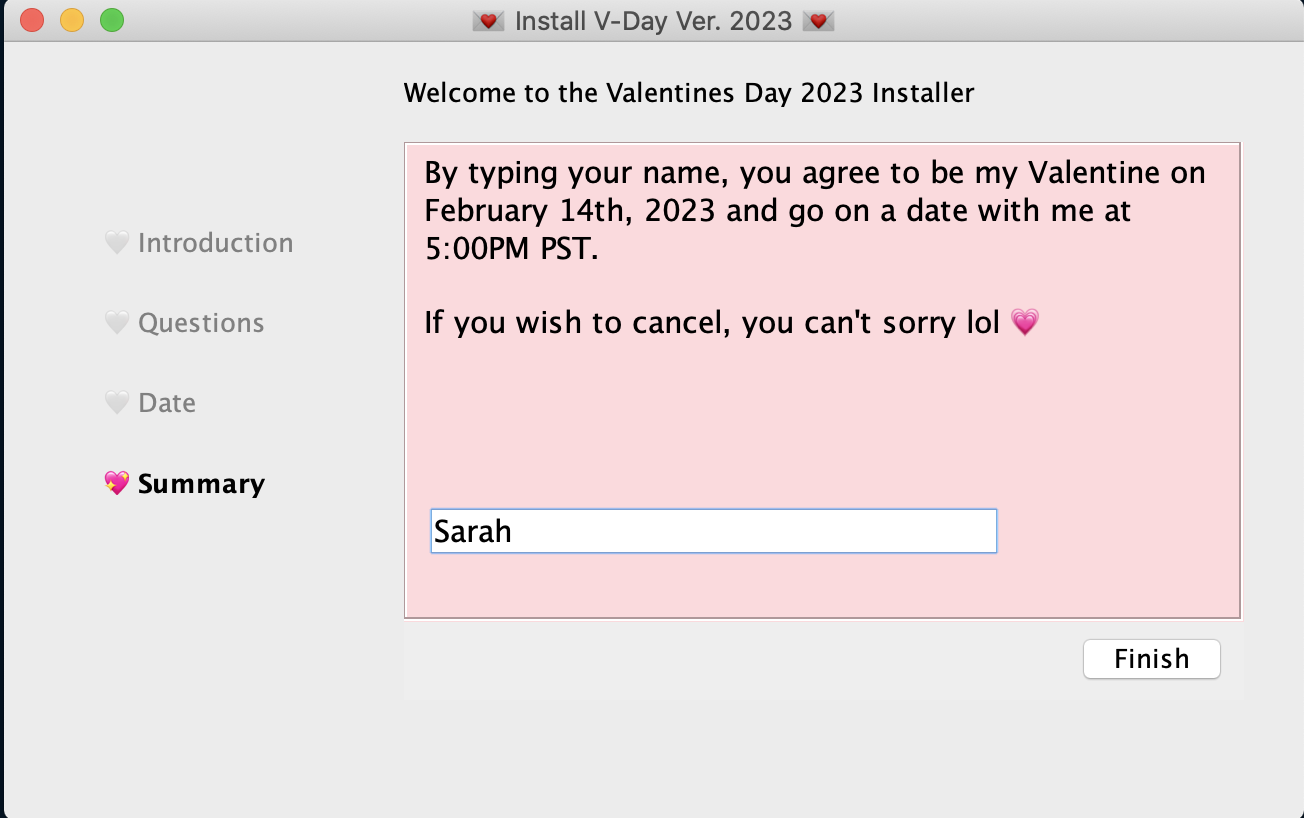 💌 Install V-Day Ver. 2023 💌
Welcome to the Valentines Day 2023 Installer
🤍 Introduction
🤍 Questions
🤍 Date
💖 Summary
By typing your name, you agree to be my Valentine on
February 14th, 2023 and go on a date with me at
5:00PM PST.
If you wish to cancel, you can't sorry lol 💗
Sarah
Finish